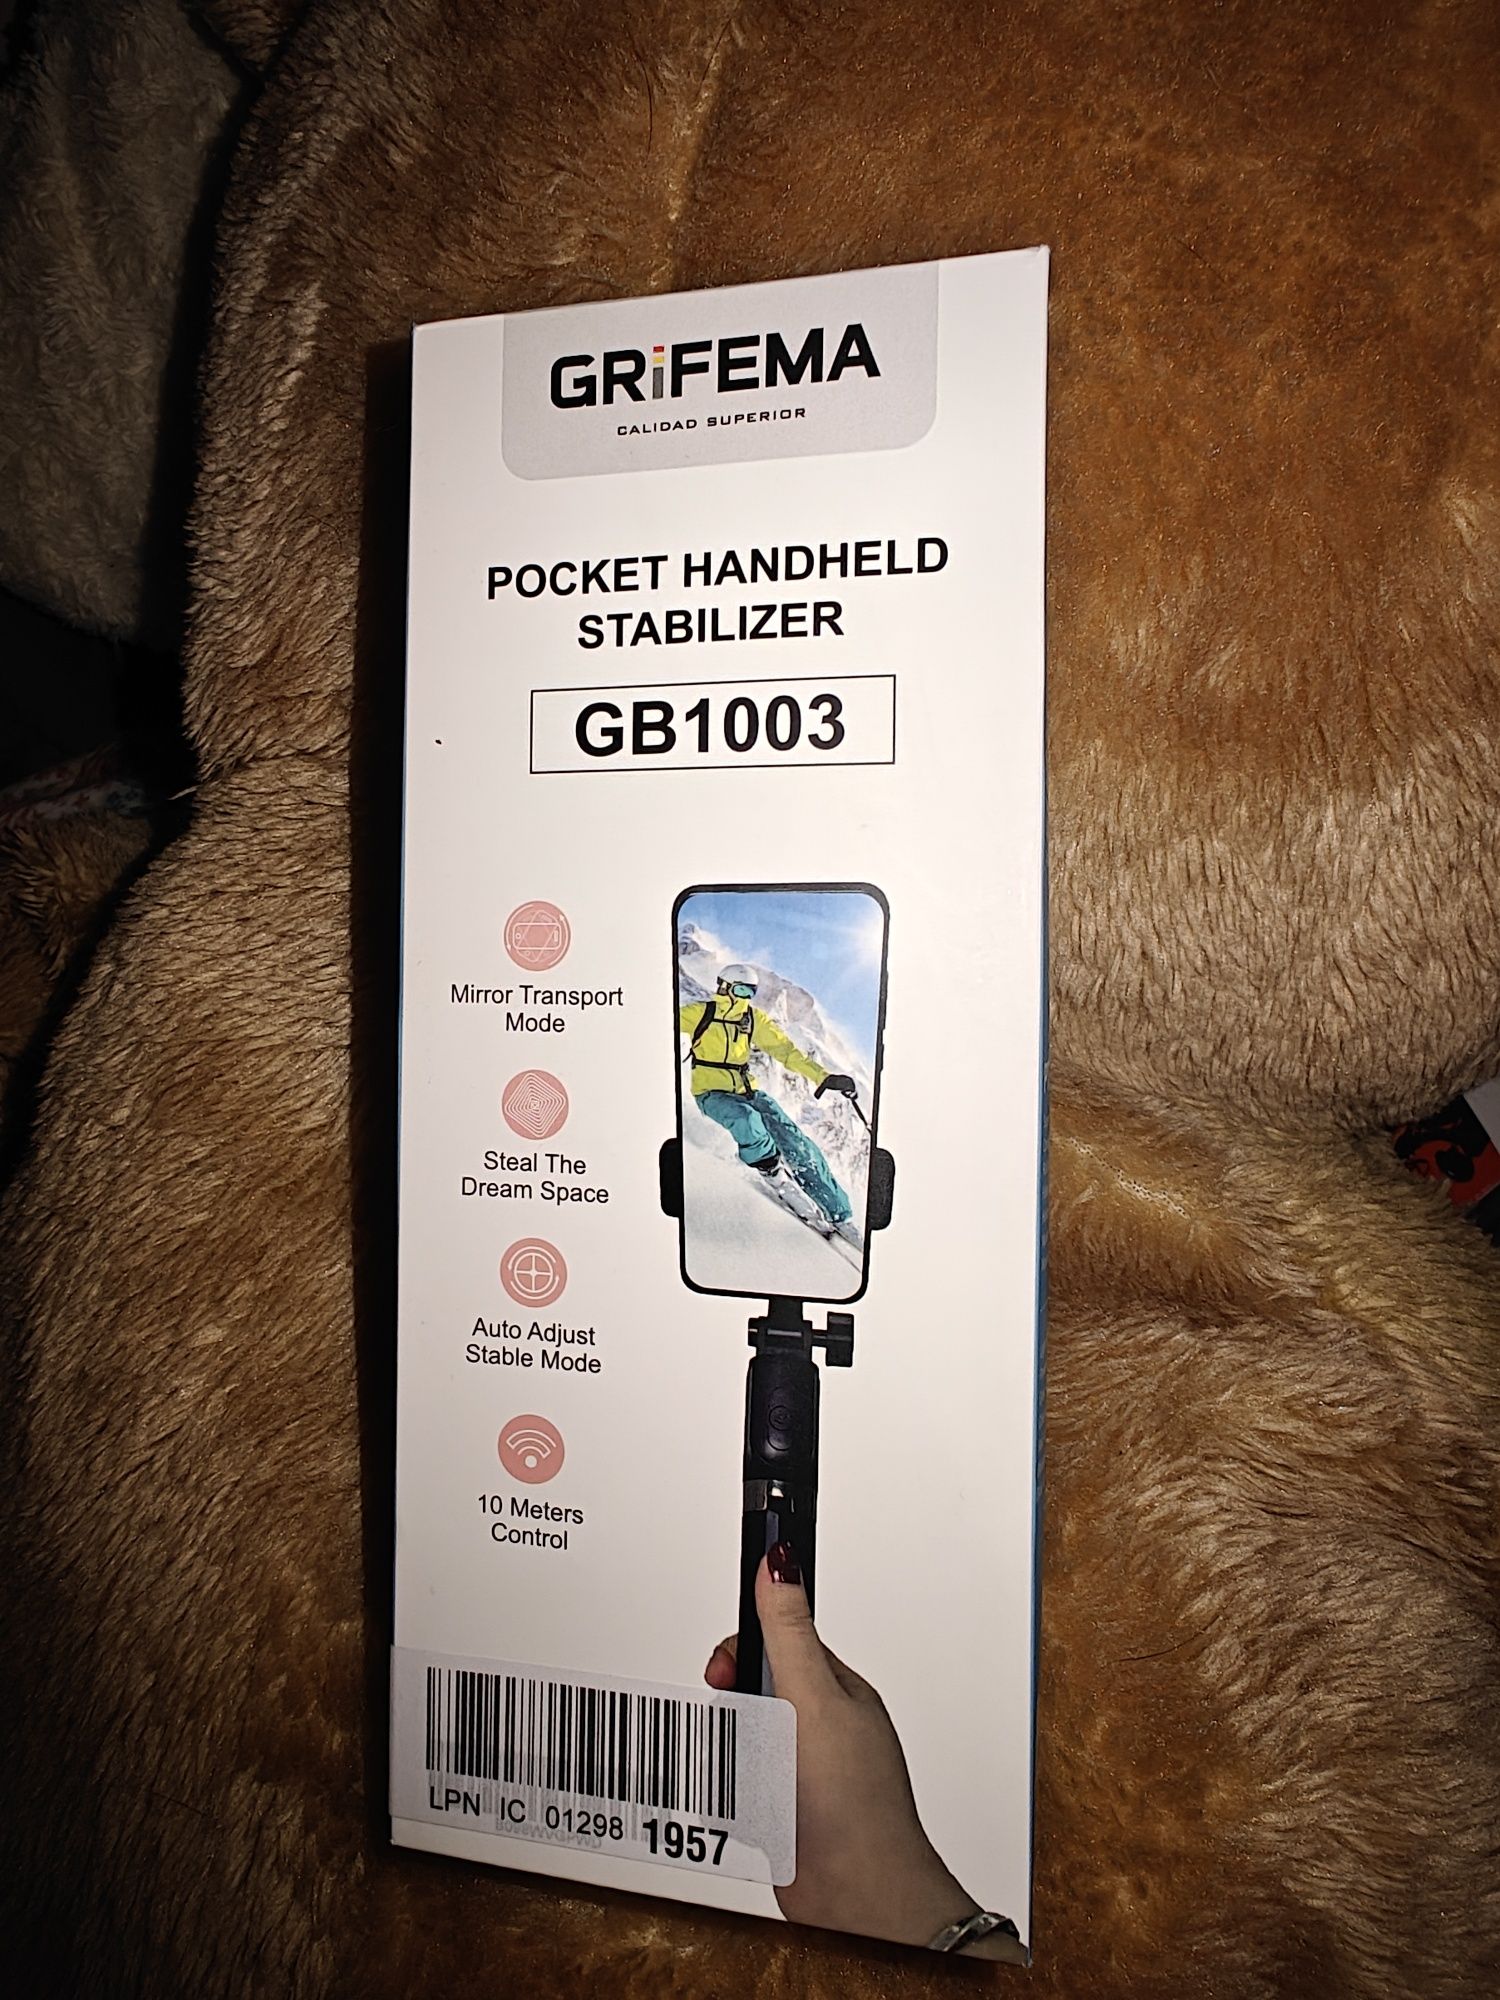 GRiFEMA
CALIDAD SUPERIOR
POCKET HANDHELD
STABILIZER
GB1003
Mirror Transport
Mode
Steal The
Dream Space
Auto Adjust
Stable Mode
10 Meters
Control
LPN IC 01298 1957